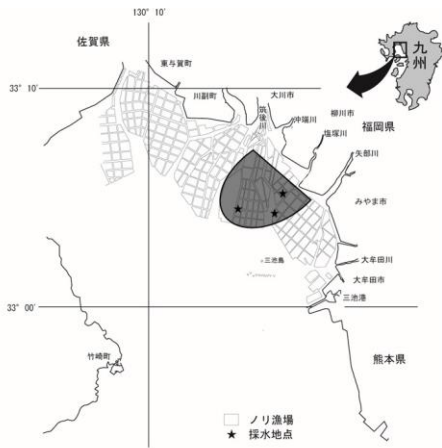 130° 10'
佐賀県
東与賀町
九州
33° 10'
川副町
大川市
筑後川
沖端川
柳川市
福岡県
塩塚川
矢部川
みやま市
三池島
大牟田川
大牟田市
三池港
33° 00'
竹崎町
熊本県
ノリ漁場
採水地点